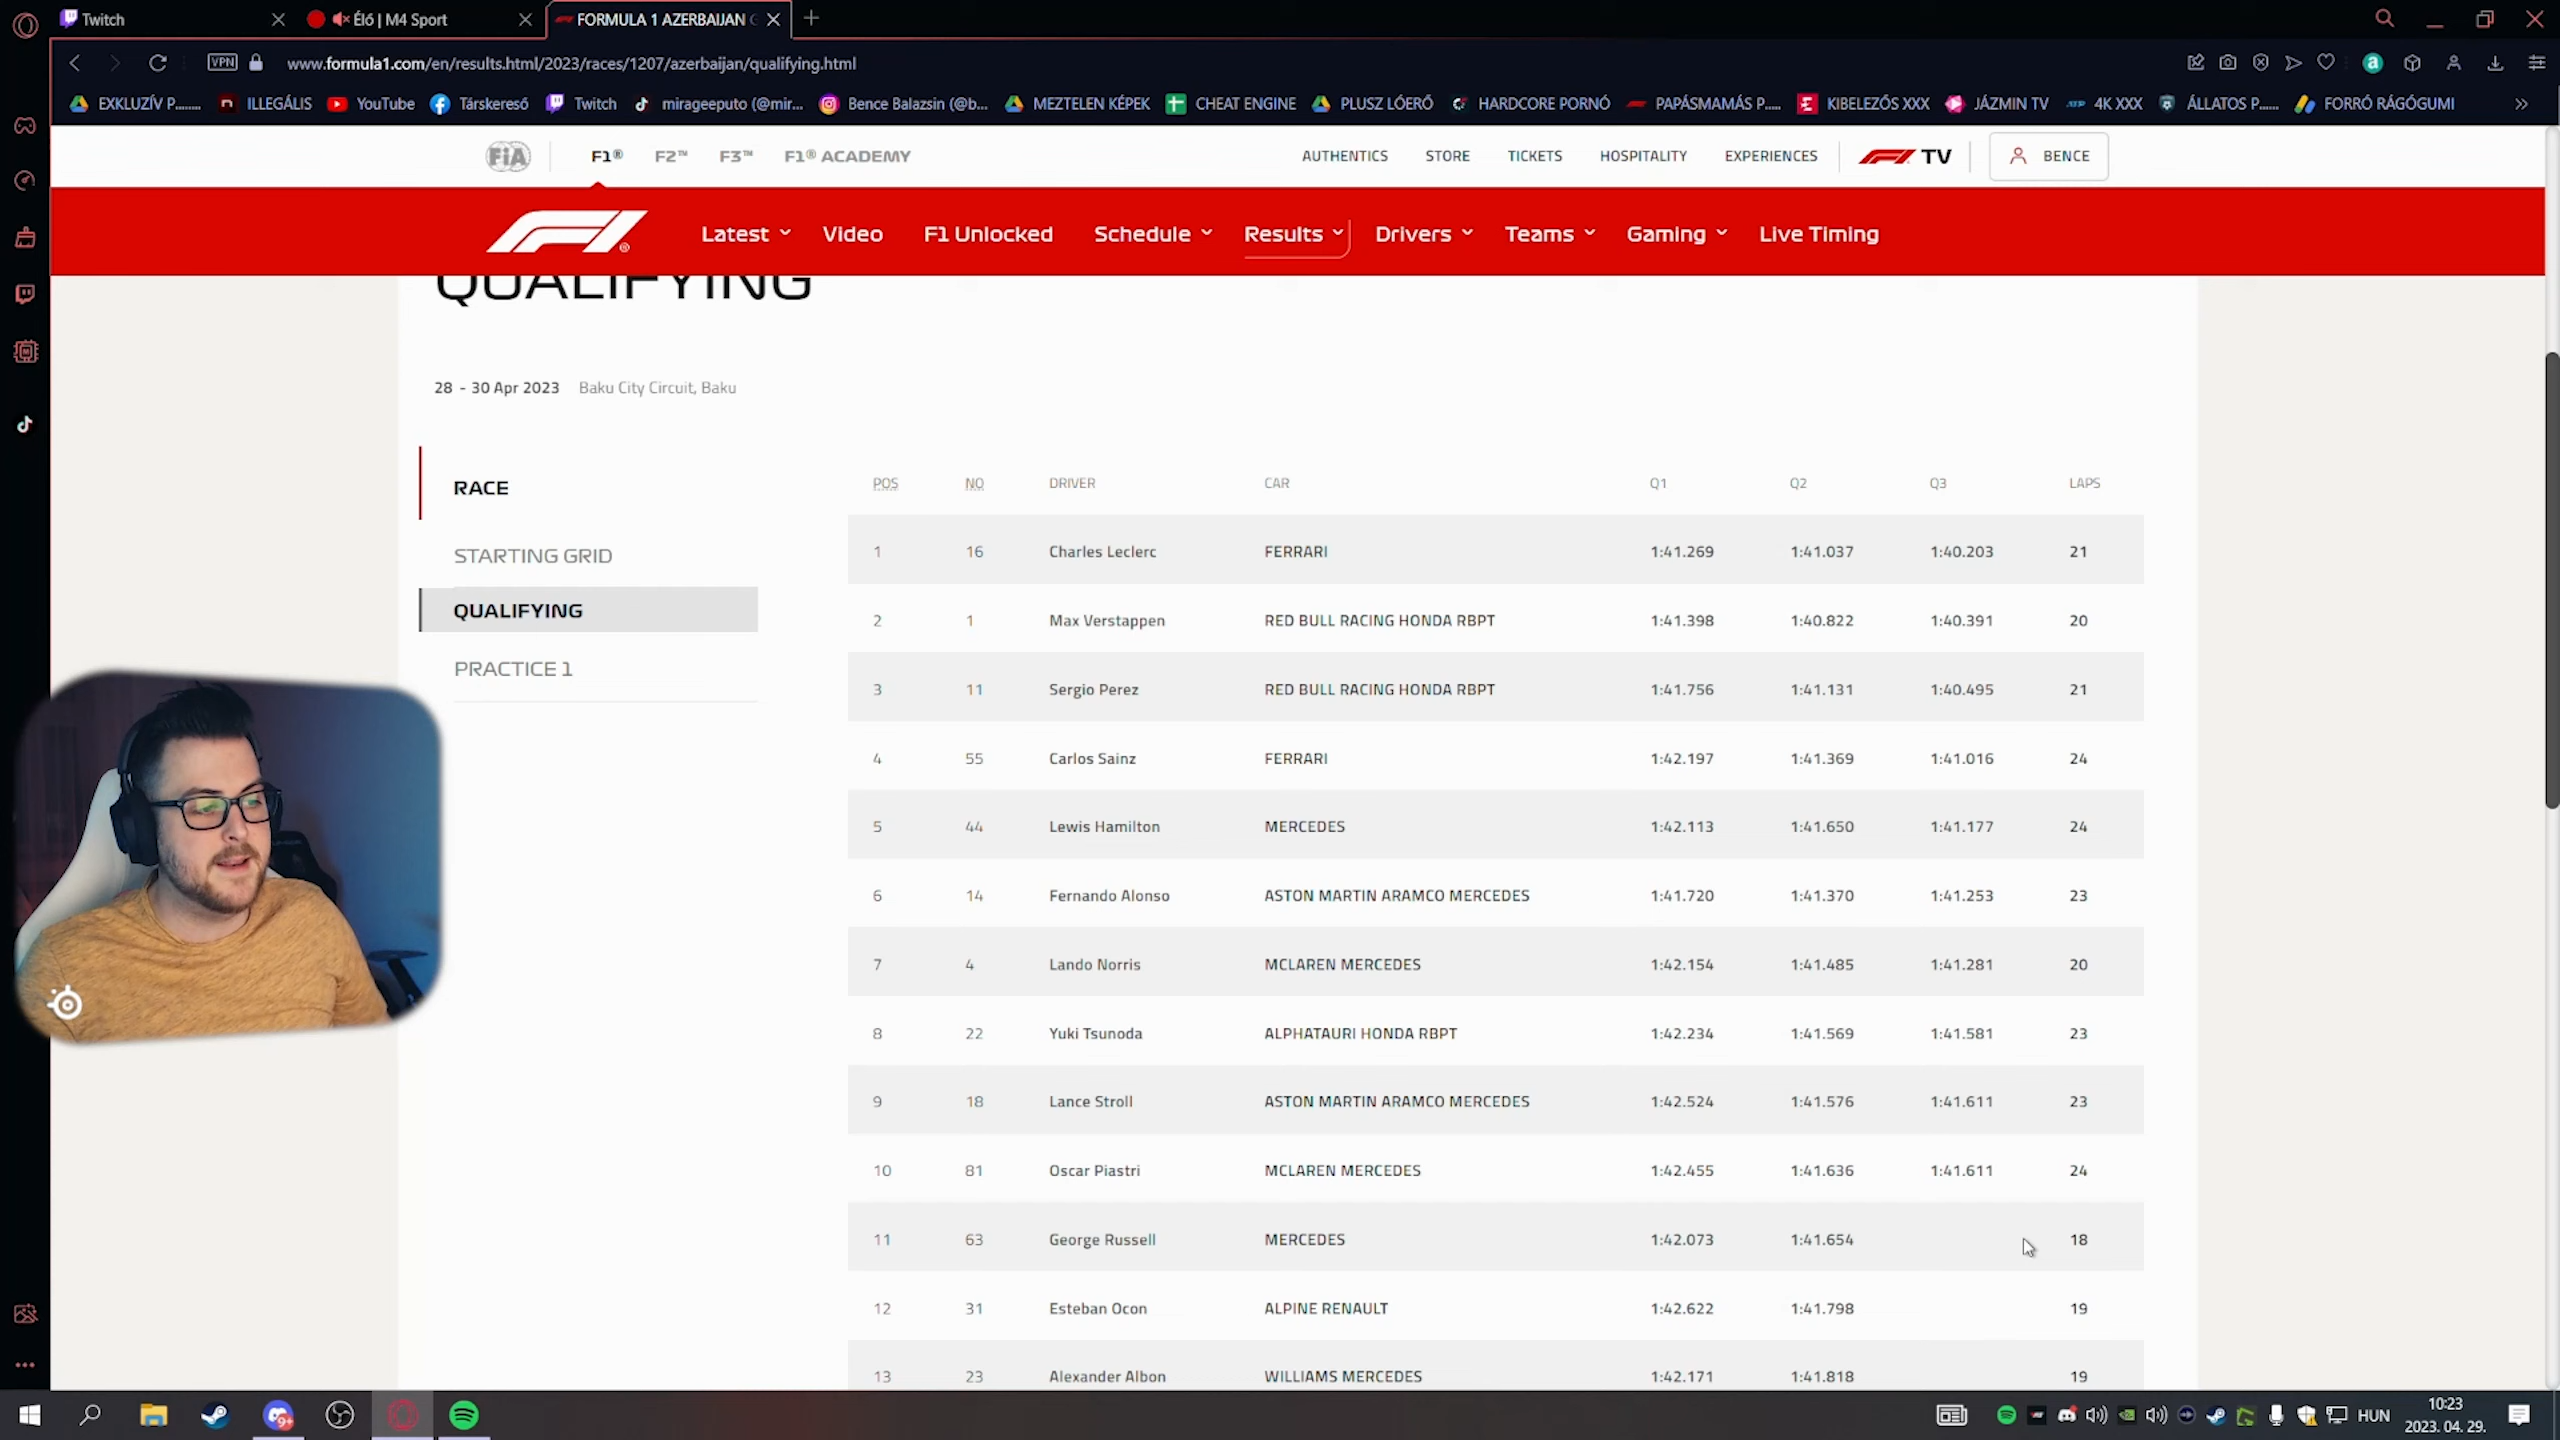 Twitch
Élő | M4 Sport
FORMULA 1 AZERBAIJAN G
VPN
www.formula1.com/en/results.html/2023/races/1207/azerbaijan/qualifying.html
EXKLUZÍV P........
ILLEGÁLIS
YouTube
Társkereső
Twitch
mirageeputo (@mir...
Bence Balazsin (@b...
MEZTELEN KÉPEK
CHEAT ENGINE
PLUSZ LÓERŐ
HARDCORE PORNÓ
PAPÁSMAMÁS P.....
KIBELEZŐS XXX
JÁZMIN TV
4K XXX
ÁLLATOS P.......
FORRÓ RÁGÓGUMI
FIA
F1®
F2™
F3™
F1® ACADEMY
AUTHENTICS
STORE
TICKETS
HOSPITALITY
EXPERIENCES
F1 TV
BENCE
F1®
Latest
Video
F1 Unlocked
Schedule
Results
Drivers
Teams
Gaming
Live Timing
QUALIFYING
28 - 30 Apr 2023 Baku City Circuit, Baku
RACE
STARTING GRID
QUALIFYING
PRACTICE 1
POS NO DRIVER CAR Q1 Q2 Q3 LAPS
1 16 Charles Leclerc FERRARI 1:41.269 1:41.037 1:40.203 21
2 1 Max Verstappen RED BULL RACING HONDA RBPT 1:41.398 1:40.822 1:40.391 20
3 11 Sergio Perez RED BULL RACING HONDA RBPT 1:41.756 1:41.131 1:40.495 21
4 55 Carlos Sainz FERRARI 1:42.197 1:41.369 1:41.016 24
5 44 Lewis Hamilton MERCEDES 1:42.113 1:41.650 1:41.177 24
6 14 Fernando Alonso ASTON MARTIN ARAMCO MERCEDES 1:41.720 1:41.370 1:41.253 23
7 4 Lando Norris MCLAREN MERCEDES 1:42.154 1:41.485 1:41.281 20
8 22 Yuki Tsunoda ALPHATAURI HONDA RBPT 1:42.234 1:41.569 1:41.581 23
9 18 Lance Stroll ASTON MARTIN ARAMCO MERCEDES 1:42.524 1:41.576 1:41.611 23
10 81 Oscar Piastri MCLAREN MERCEDES 1:42.455 1:41.636 1:41.611 24
11 63 George Russell MERCEDES 1:42.073 1:41.654 18
12 31 Esteban Ocon ALPINE RENAULT 1:42.622 1:41.798 19
13 23 Alexander Albon WILLIAMS MERCEDES 1:42.171 1:41.818 19
9+
HUN
10:23
2023. 04. 29.